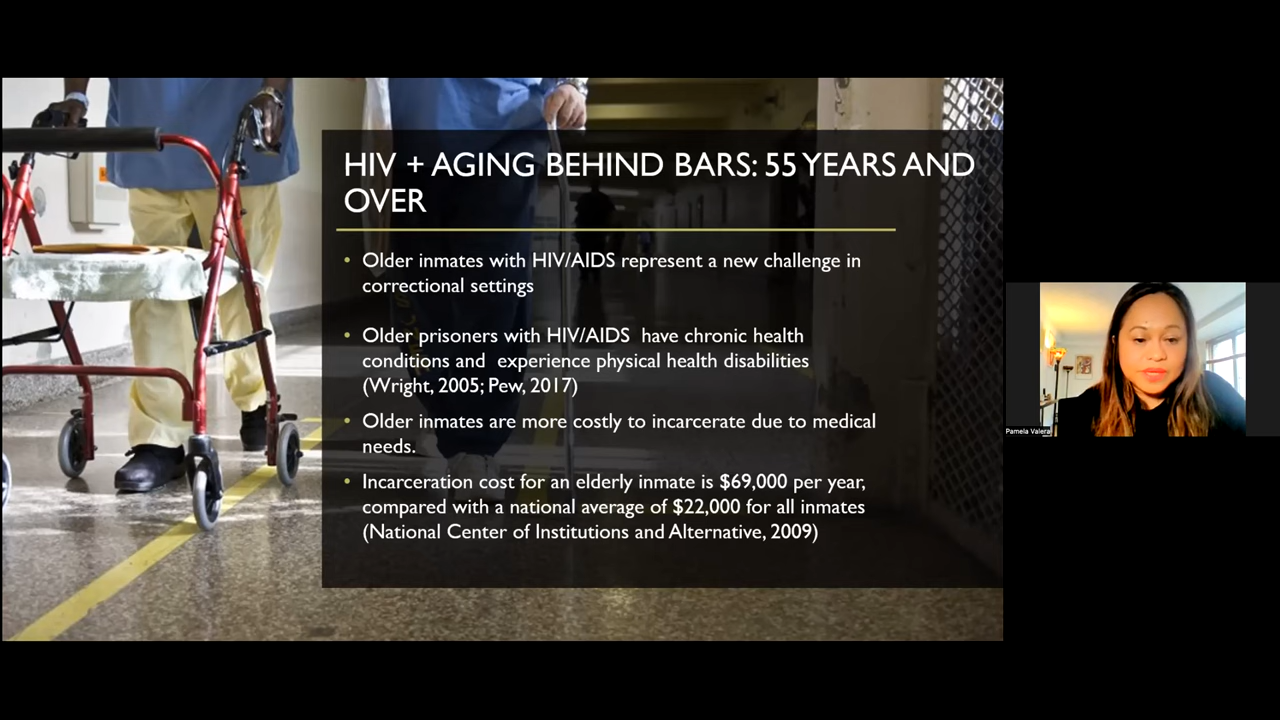 HIV + AGING BEHIND BARS: 55 YEARS AND
OVER
• Older inmates with HIV/AIDS represent a new challenge in
correctional settings
• Older prisoners with HIV/AIDS  have chronic health
conditions and  experience physical health disabilities
(Wright, 2005; Pew, 2017)
• Older inmates are more costly to incarcerate due to medical
needs.
• Incarceration cost for an elderly inmate is $69,000 per year,
compared with a national average of $22,000 for all inmates
(National Center of Institutions and Alternative, 2009)
Pamela Valera